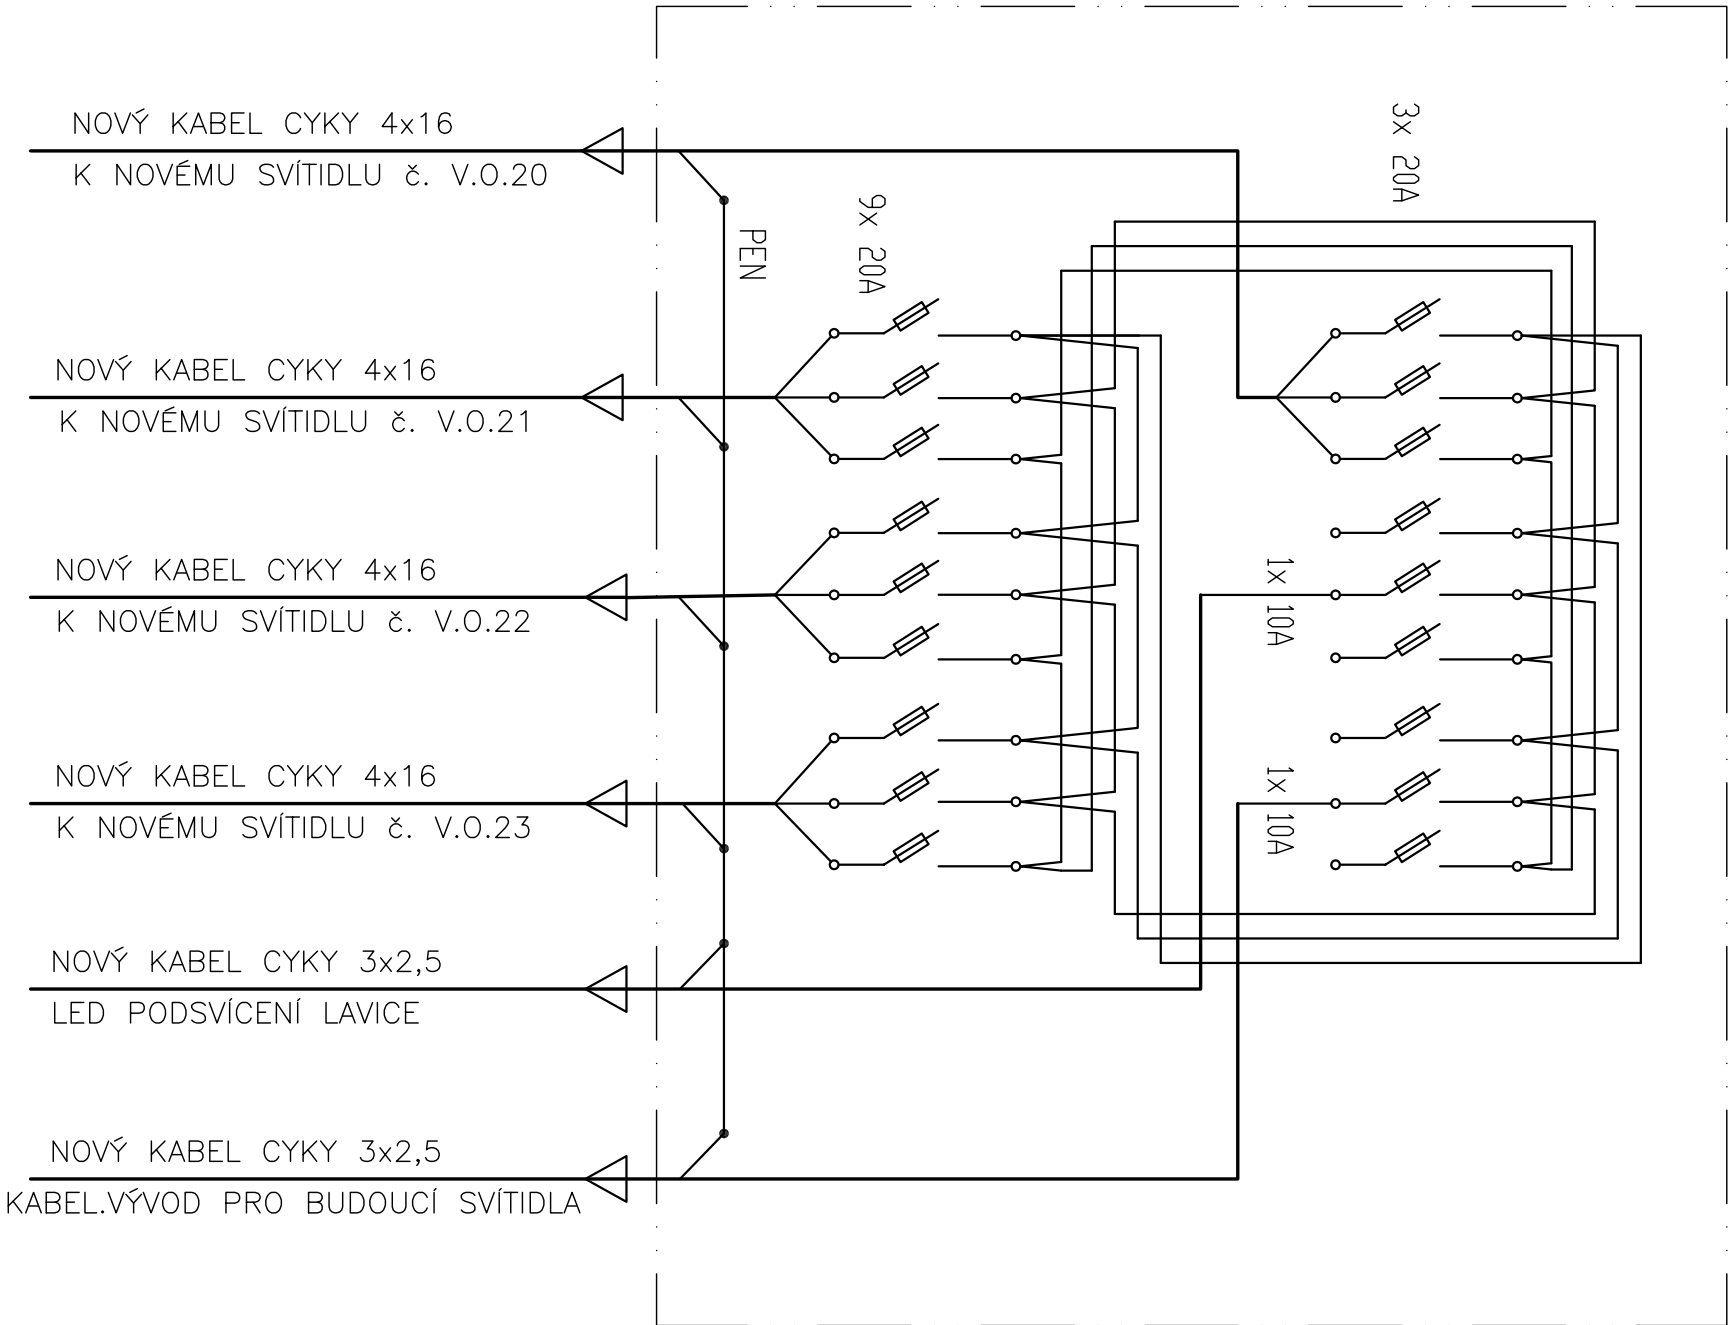 NOVÝ KABEL CYKY 4x16
K NOVÉMU SVÍTIDLU č. V.O.20
3x 20A
9x 20A
PEN
NOVÝ KABEL CYKY 4x16
K NOVÉMU SVÍTIDLU č. V.O.21
NOVÝ KABEL CYKY 4x16
K NOVÉMU SVÍTIDLU č. V.O.22
1x 10A
NOVÝ KABEL CYKY 4x16
K NOVÉMU SVÍTIDLU č. V.O.23
1x 10A
NOVÝ KABEL CYKY 3x2,5
LED PODSVÍCENÍ LAVICE
NOVÝ KABEL CYKY 3x2,5
KABEL.VÝVOD PRO BUDOUCÍ SVÍTIDLA